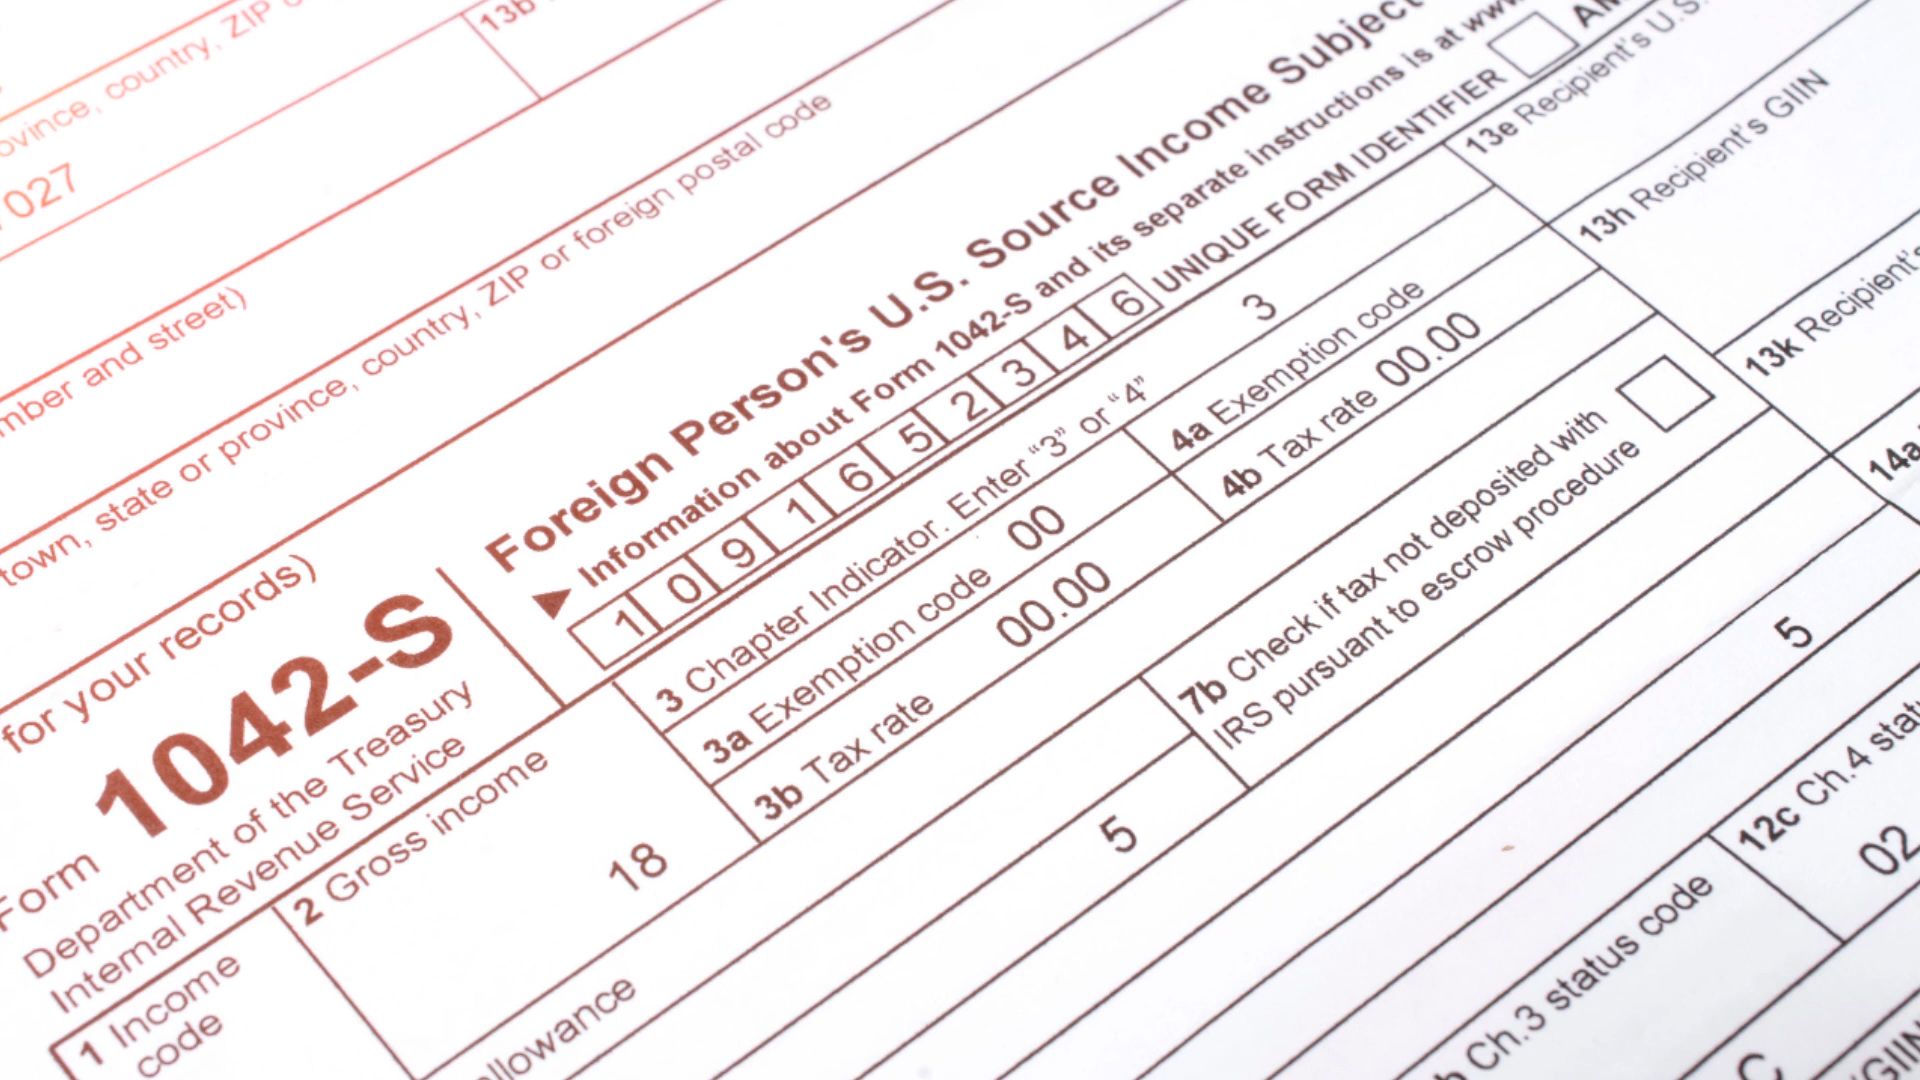 province, country, ZIP
13b
027
mber and street)
town, state or province, country, ZIP or foreign postal code
for your records)
Form 1042-S
Department of the Treasury
Internal Revenue Service
Foreign Person's U.S. Source Income Subject
▶ Information about Form 1042-S and its separate instructions is at www.
1 0 9 1 6 5 2 3 4 6 UNIQUE FORM IDENTIFIER
1 Income
code
2 Gross income
18
3 Chapter Indicator. Enter “3” or “4” 3
3a Exemption code 00
4a Exemption code
3b Tax rate 00.00
4b Tax rate 00.00
5
7b Check if tax not deposited with
IRS pursuant to escrow procedure
llowance
5
13e Recipient's U.S.
13h Recipient's GIIN
13k Recipient's
14a
Ch.3 status code
12c Ch.4 statu
02
GIIN